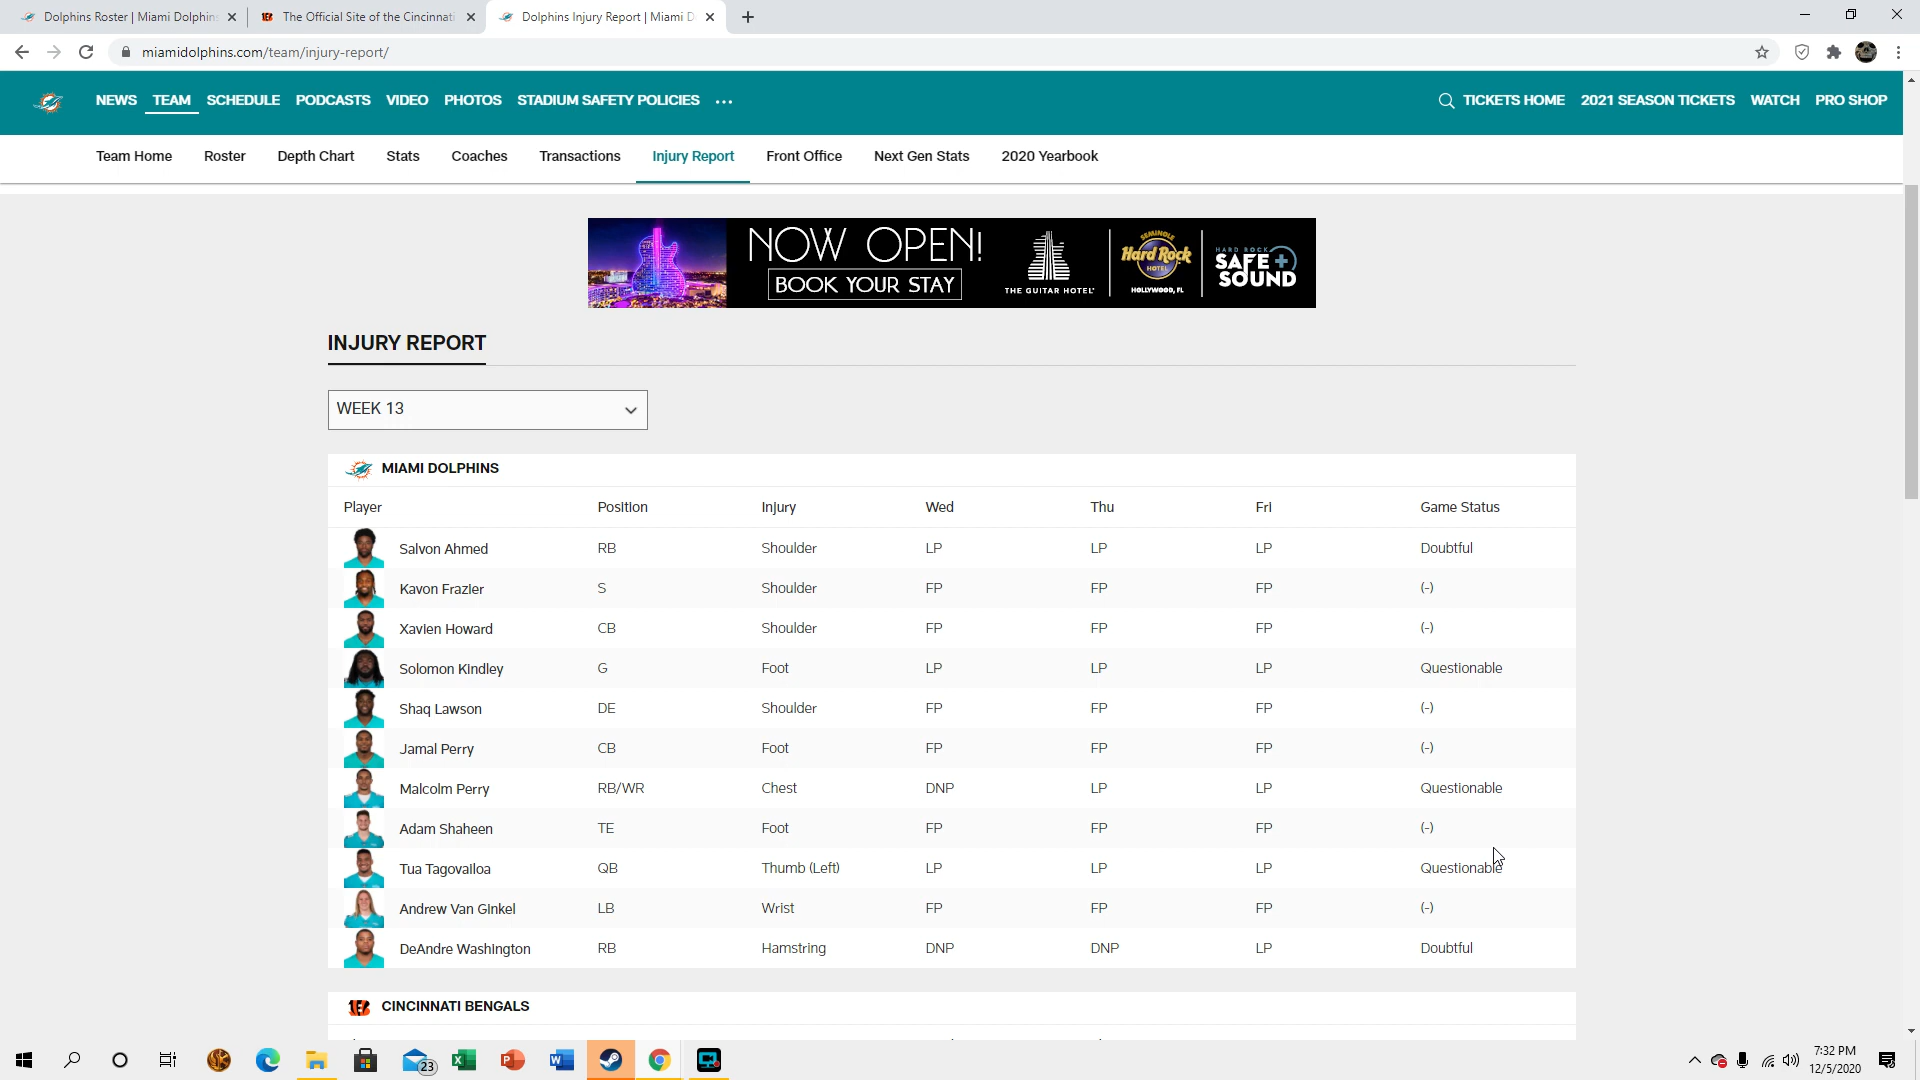 Dolphins Roster | Miami Dolphins
The Official Site of the Cincinnati
Dolphins Injury Report | Miami D
miamidolphins.com/team/injury-report/
NEWS TEAM SCHEDULE PODCASTS VIDEO PHOTOS STADIUM SAFETY POLICIES ... TICKETS HOME 2021 SEASON TICKETS WATCH PRO SHOP
Team Home Roster Depth Chart Stats Coaches Transactions Injury Report Front Office Next Gen Stats 2020 Yearbook
NOW OPEN!
BOOK YOUR STAY
THE GUITAR HOTEL
SEMINOLE
Hard Rock
HOTEL
HOLLYWOOD, FL
HARD ROCK
SAFE+
SOUND
INJURY REPORT
WEEK 13
MIAMI DOLPHINS
Player Position Injury Wed Thu Fri Game Status
Salvon Ahmed RB Shoulder LP LP LP Doubtful
Kavon Frazier S Shoulder FP FP FP (-)
Xavien Howard CB Shoulder FP FP FP (-)
Solomon Kindley G Foot LP LP LP Questionable
Shaq Lawson DE Shoulder FP FP FP (-)
Jamal Perry CB Foot FP FP FP (-)
Malcolm Perry RB/WR Chest DNP LP LP Questionable
Adam Shaheen TE Foot FP FP FP (-)
Tua Tagovailoa QB Thumb (Left) LP LP LP Questionable
Andrew Van Ginkel LB Wrist FP FP FP (-)
DeAndre Washington RB Hamstring DNP DNP LP Doubtful
CINCINNATI BENGALS
23
7:32 PM
12/5/2020